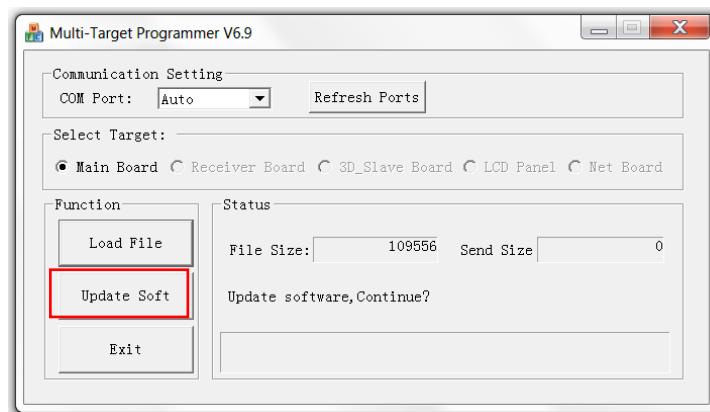 Multi-Target Programmer V6.9
Communication Setting
COM Port: Auto Refresh Ports
Select Target:
Main Board Receiver Board 3D_Slave Board LCD Panel Net Board
Function Status
Load File
File Size: 109556 Send Size 0
Update Soft Update software,Continue?
Exit